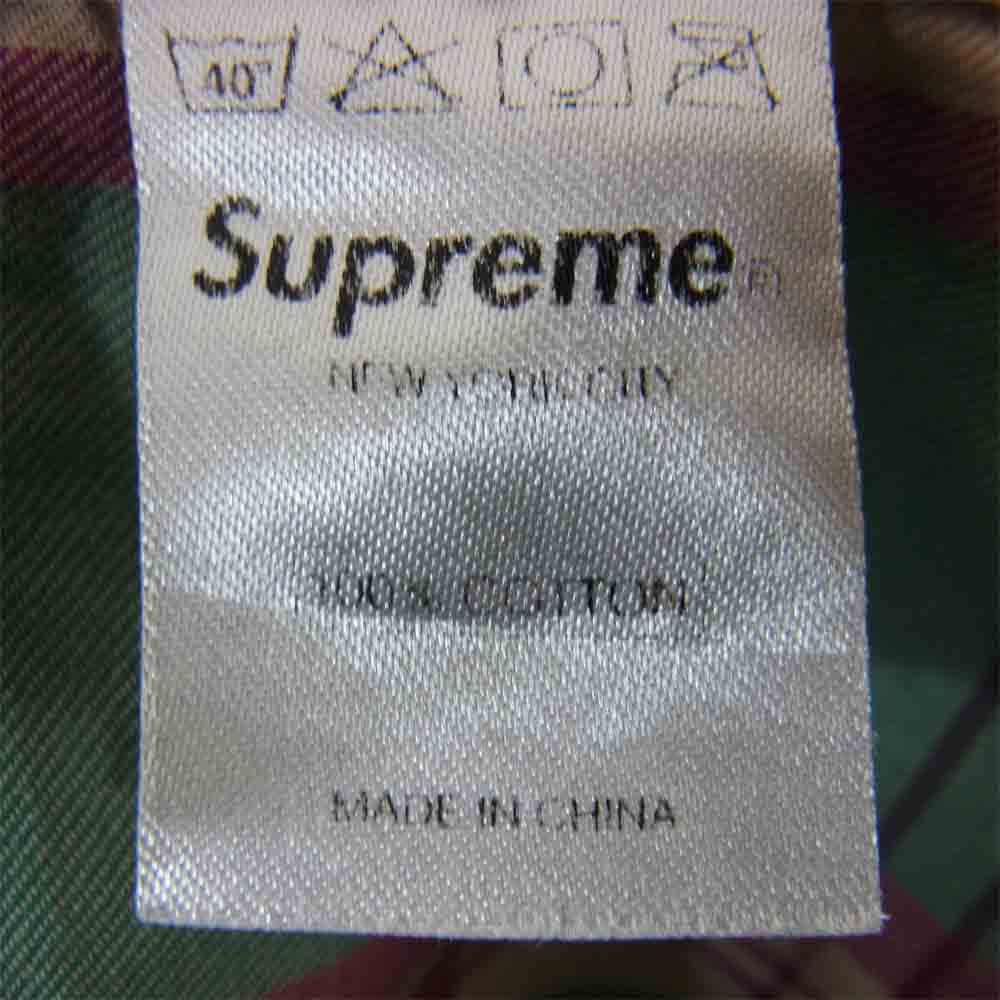 40°
Supreme®
NEW YORK CITY
100% COTTON
MADE IN CHINA